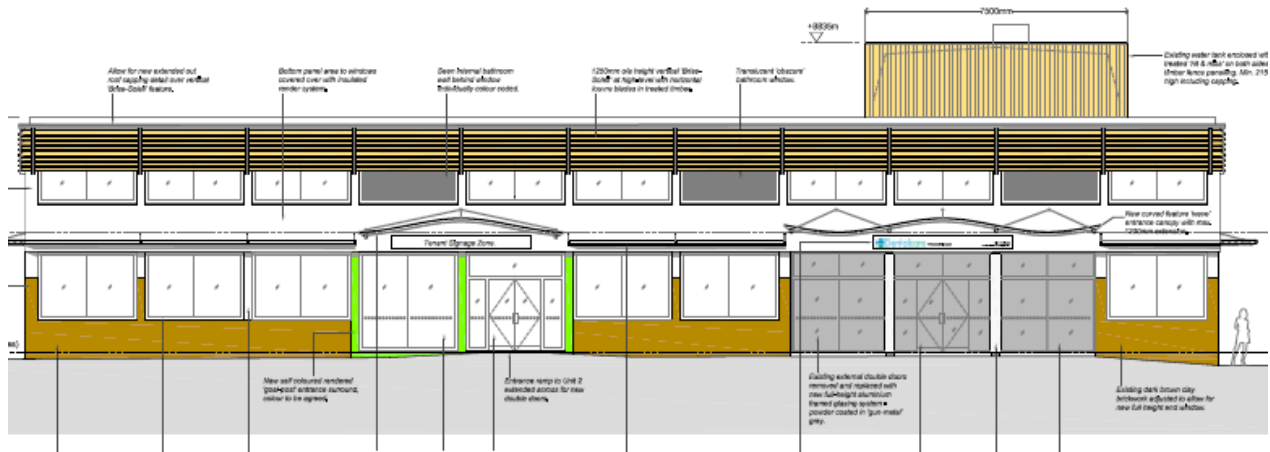 7500mm
+8835m
Allow for new extended out
roof capping detail over vertical
'Brise-Soleil' feature.
Bottom panel area to windows
covered over with insulated
render system.
Seen internal bathroom
wall behind window
individually colour coded.
1250mm o/a height vertical 'Brise-
Soleil' at high level with horizontal
louvre blades in treated timber.
Translucent 'obscure'
bathroom window.
Existing water tank enclosed with
treated 'hit & miss' on both sides
timber fence panelling. Min.
high including capping.
New curved feature 'wave'
entrance canopy with max.
1200mm extension.
Tenant Signage Zone.
Dentalcare
New self coloured rendered
'goal-post' entrance surround,
colour to be agreed.
Entrance ramp to Unit 2
extended across for new
double doors.
Existing external double doors
removed and replaced with
new full-height aluminium
framed glazing system -
powder coated in 'gun-metal'
grey.
Existing dark brown clay
brickwork adjusted to allow for
new full height end window.